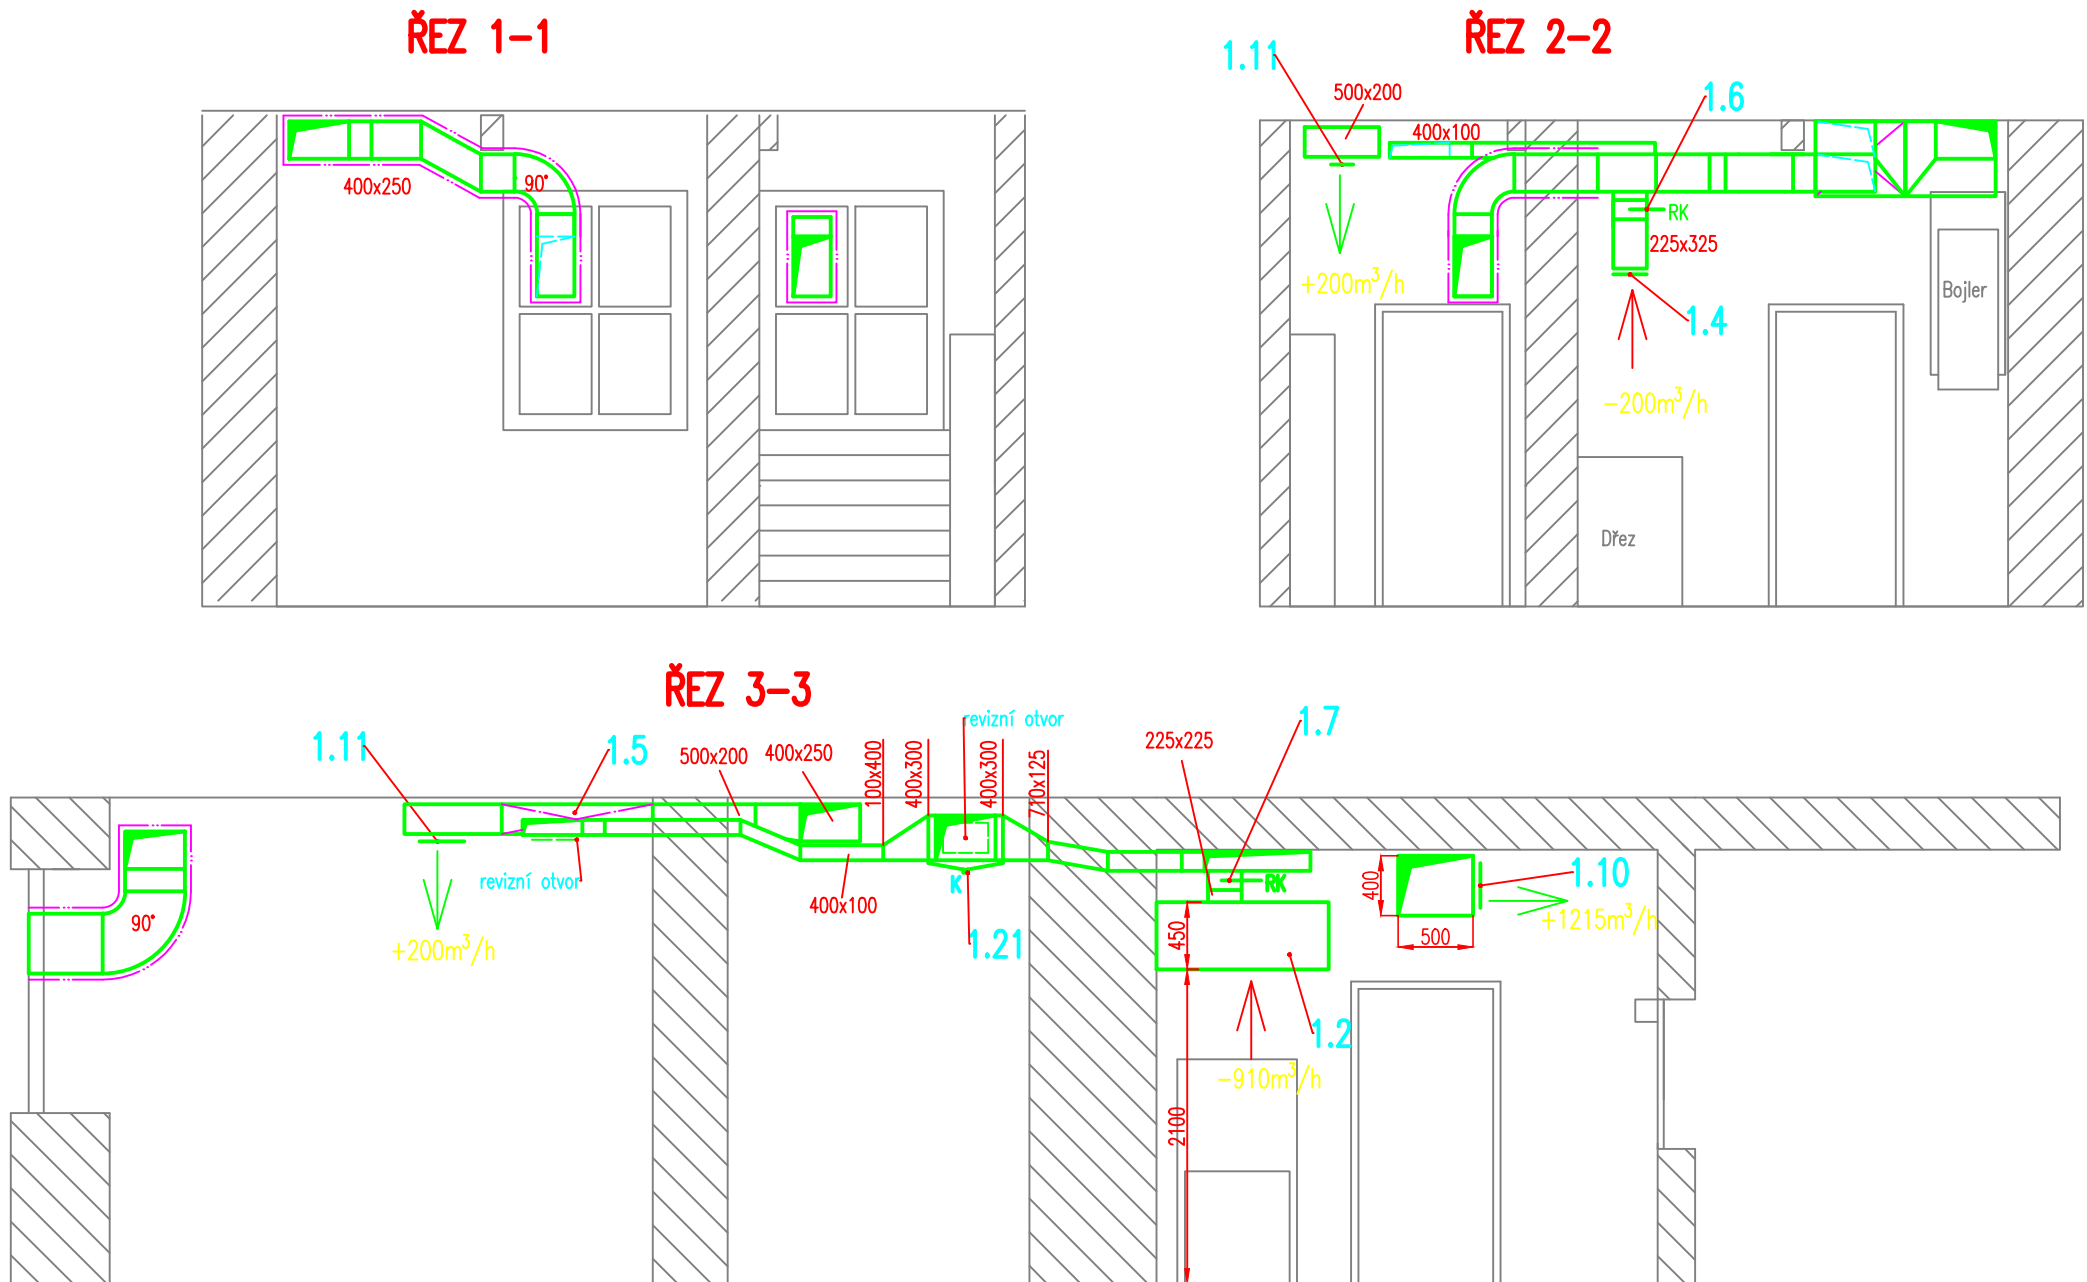 ŘEZ 1-1
400x250
90°
ŘEZ 2-2
1.11
500x200
400x100
1.6
RK
225x325
+200m³/h
1.4
-200m³/h
Bojler
Dřez
ŘEZ 3-3
1.11
1.5
500x200
400x250
100x400
400x300
revizní otvor
400x300
710x125
225x225
1.7
90°
revizní otvor
+200m³/h
400x100
K
1.21
RK
450
400
500
1.10
+1215m³/h
1.2
-910m³/h
2100